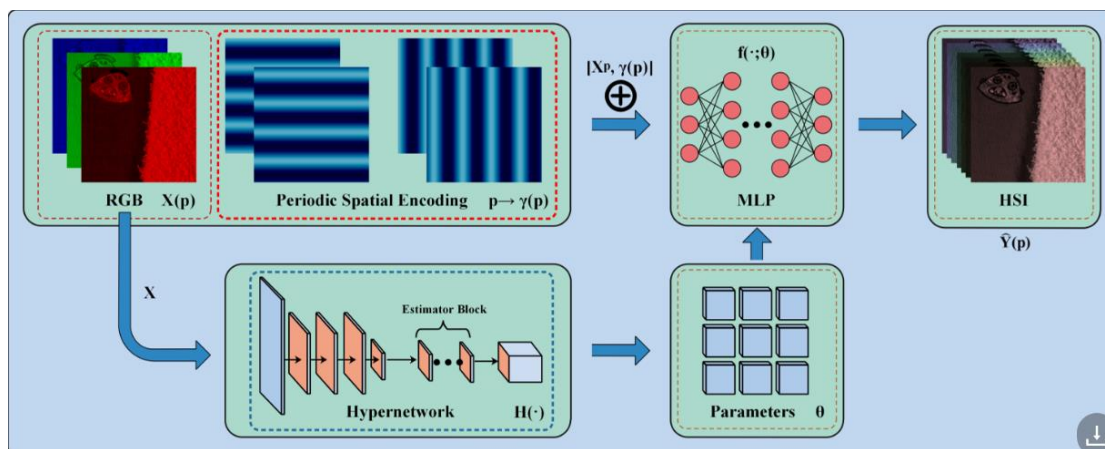 RGB X(p)
Periodic Spatial Encoding p→ γ(p)
[Xp, γ(p)]
⊕
f(·;θ)
MLP
HSI
Ŷ(p)
X
Estimator Block
Hypernetwork H(·)
Parameters θ